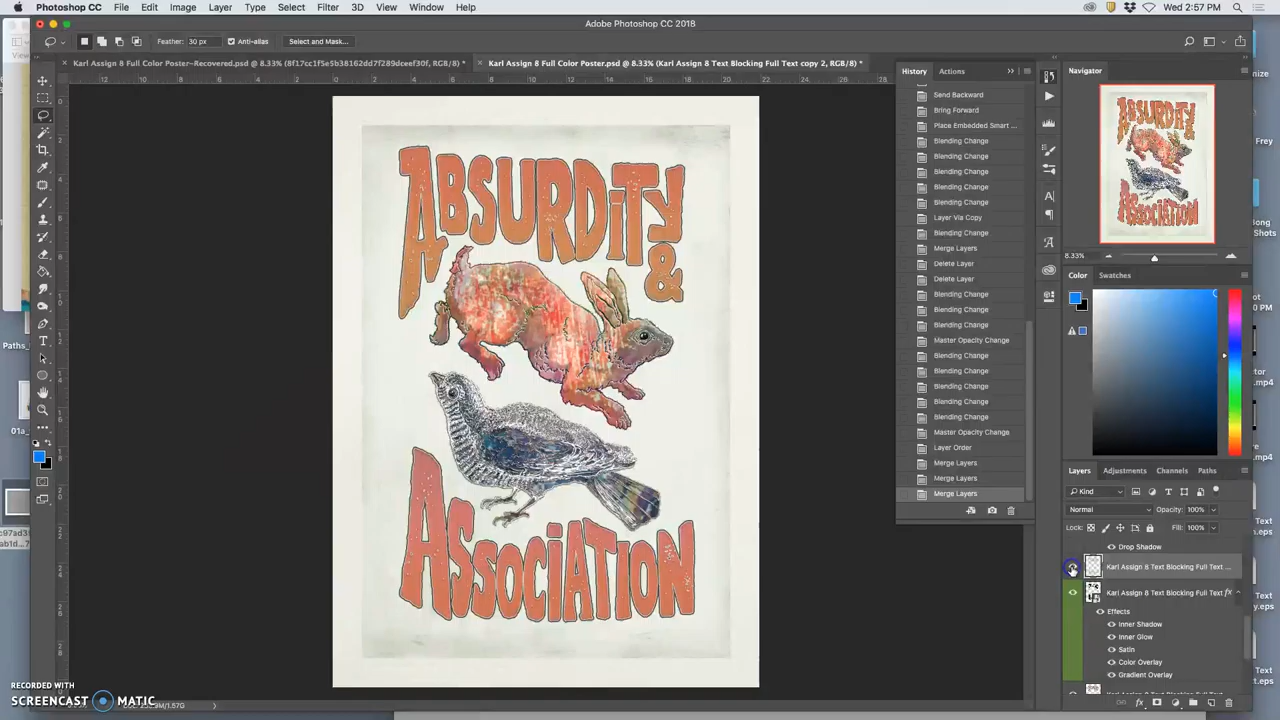 Photoshop CC File Edit Image Layer Type Select Filter 3D View Window Help Wed 2:57 PM
Adobe Photoshop CC 2018
Feather: 30 px Anti-alias Select and Mask...
Karl Assign 8 Full Color Poster-Recovered.psd @ 8.33% (8f17cc1f5e5b38162dd7f289dceef30f, RGB/8) *
Karl Assign 8 Full Color Poster.psd @ 8.33% (Karl Assign 8 Text Blocking Full Text copy 2, RGB/8) *
ABSURDITY
&
ASSOCIATION
History Actions
Send Backward
Bring Forward
Place Embedded Smart ...
Blending Change
Blending Change
Blending Change
Blending Change
Blending Change
Layer Via Copy
Blending Change
Merge Layers
Delete Layer
Delete Layer
Blending Change
Blending Change
Blending Change
Master Opacity Change
Blending Change
Blending Change
Blending Change
Blending Change
Blending Change
Master Opacity Change
Layer Order
Merge Layers
Merge Layers
Merge Layers
Navigator
8.33%
Color Swatches
Layers Adjustments Channels Paths
Kind
Normal Opacity: 100%
Lock: Fill: 100%
Drop Shadow
Karl Assign 8 Text Blocking Full Text ...
Karl Assign 8 Text Blocking Full Text fx
Effects
Inner Shadow
Inner Glow
Satin
Color Overlay
Gradient Overlay
RECORDED WITH
SCREENCAST MATIC